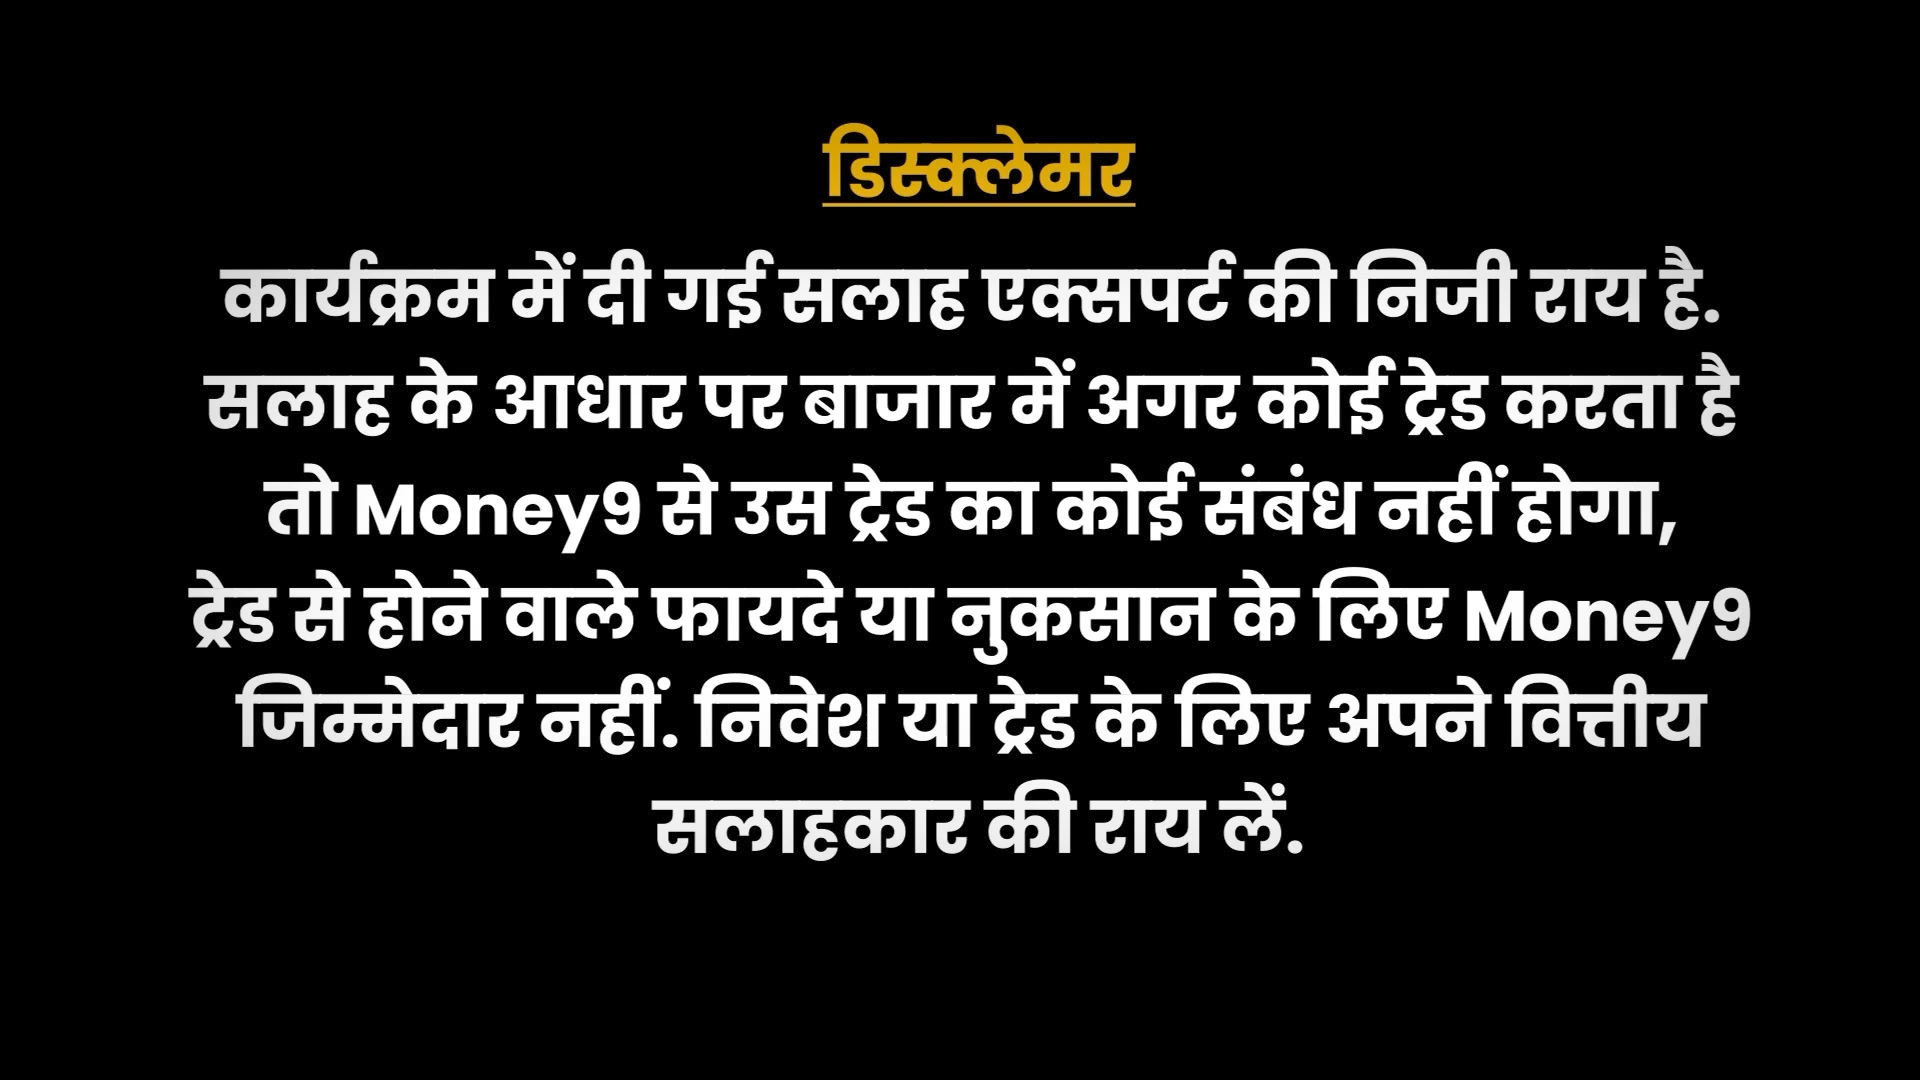 डिस्क्लेमर
कार्यक्रम में दी गई सलाह एक्सपर्ट की निजी राय है.
सलाह के आधार पर बाजार में अगर कोई ट्रेड करता है
तो Money9 से उस ट्रेड का कोई संबंध नहीं होगा,
ट्रेड से होने वाले फायदे या नुकसान के लिए Money9
जिम्मेदार नहीं. निवेश या ट्रेड के लिए अपने वित्तीय
सलाहकार की राय लें.